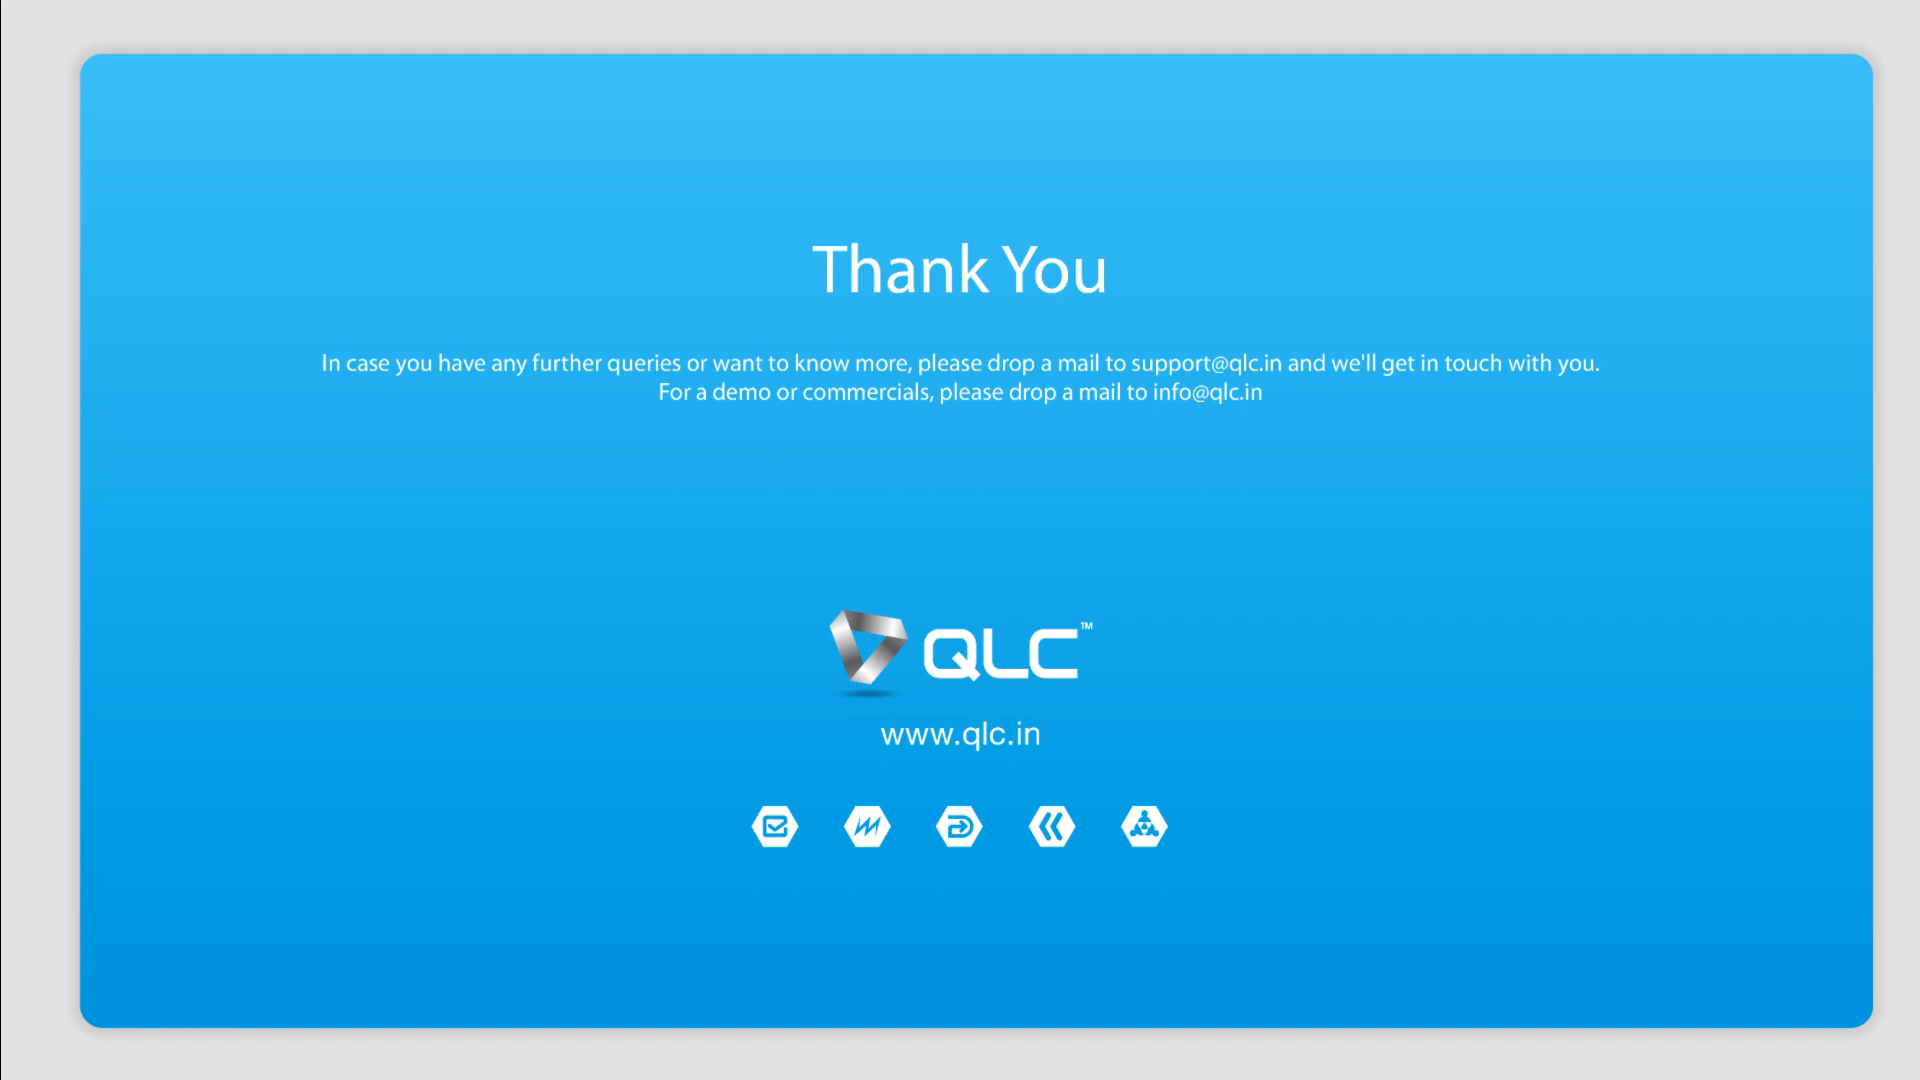 Thank You
In case you have any further queries or want to know more, please drop a mail to support@qlc.in and we'll get in touch with you.
For a demo or commercials, please drop a mail to info@qlc.in
QLC™
www.qlc.in